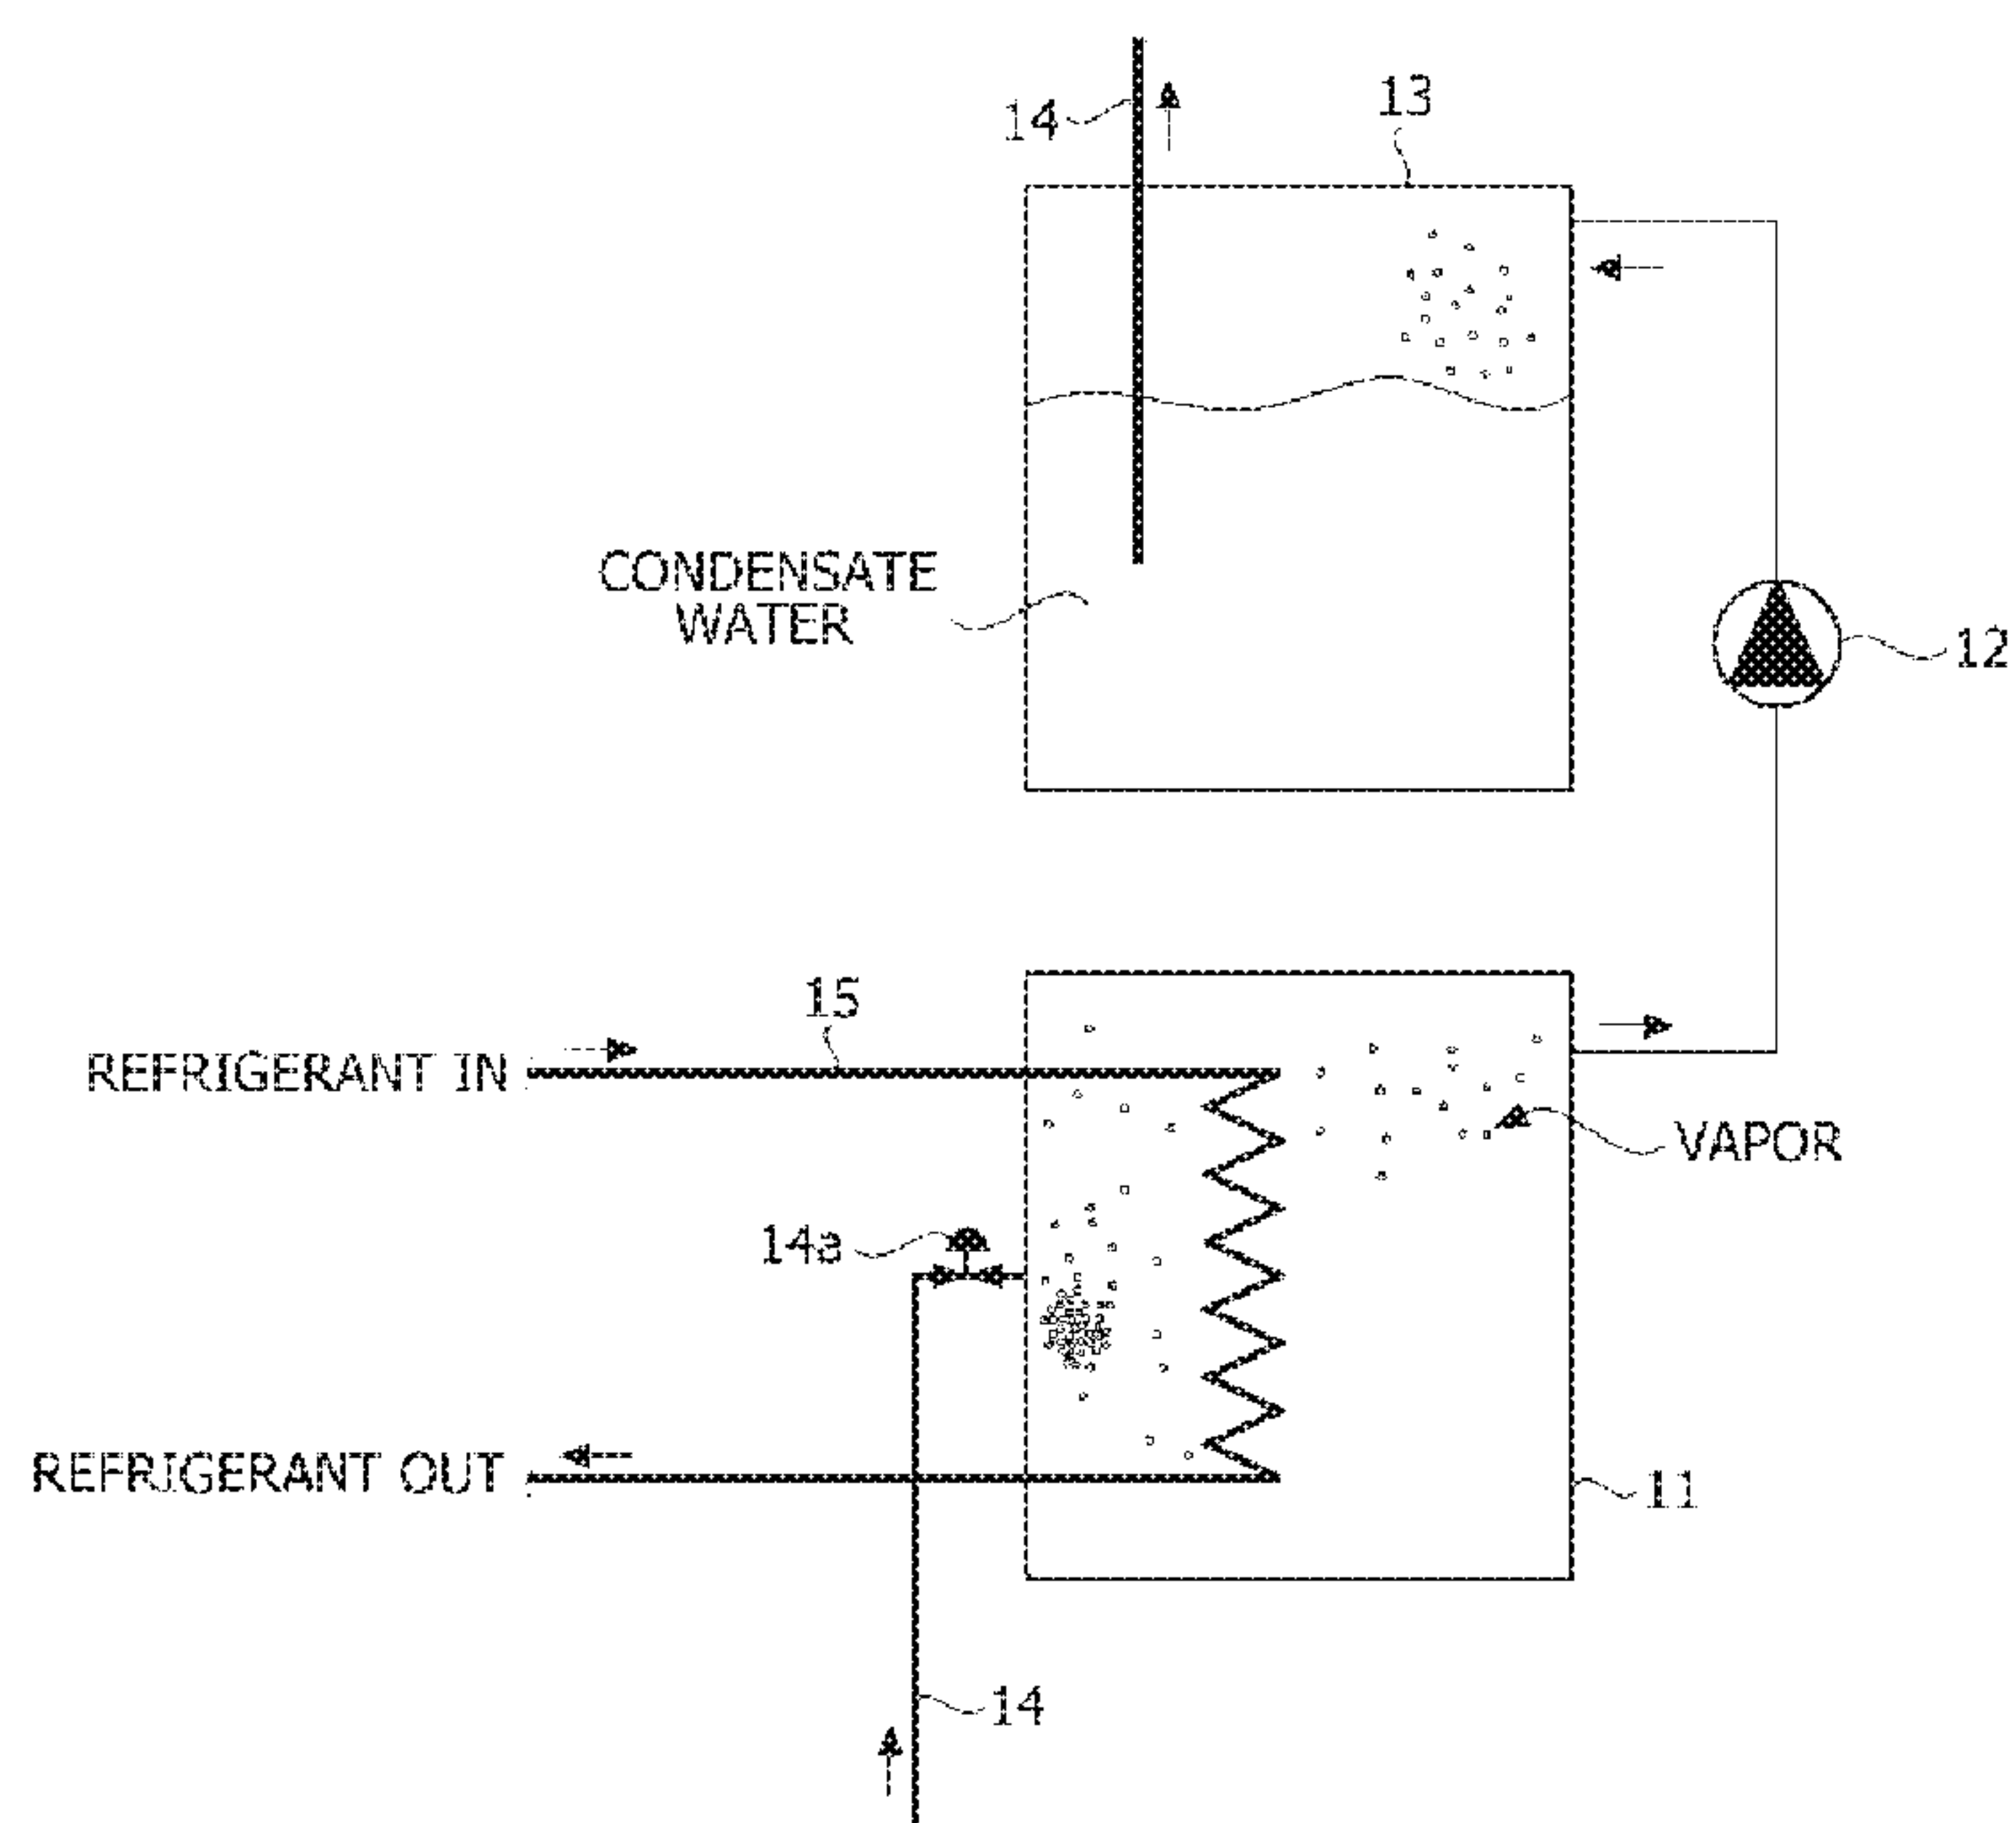 14
13
CONDENSATE
WATER
12
15
REFRIGERANT IN
VAPOR
14a
REFRIGERANT OUT
11
14